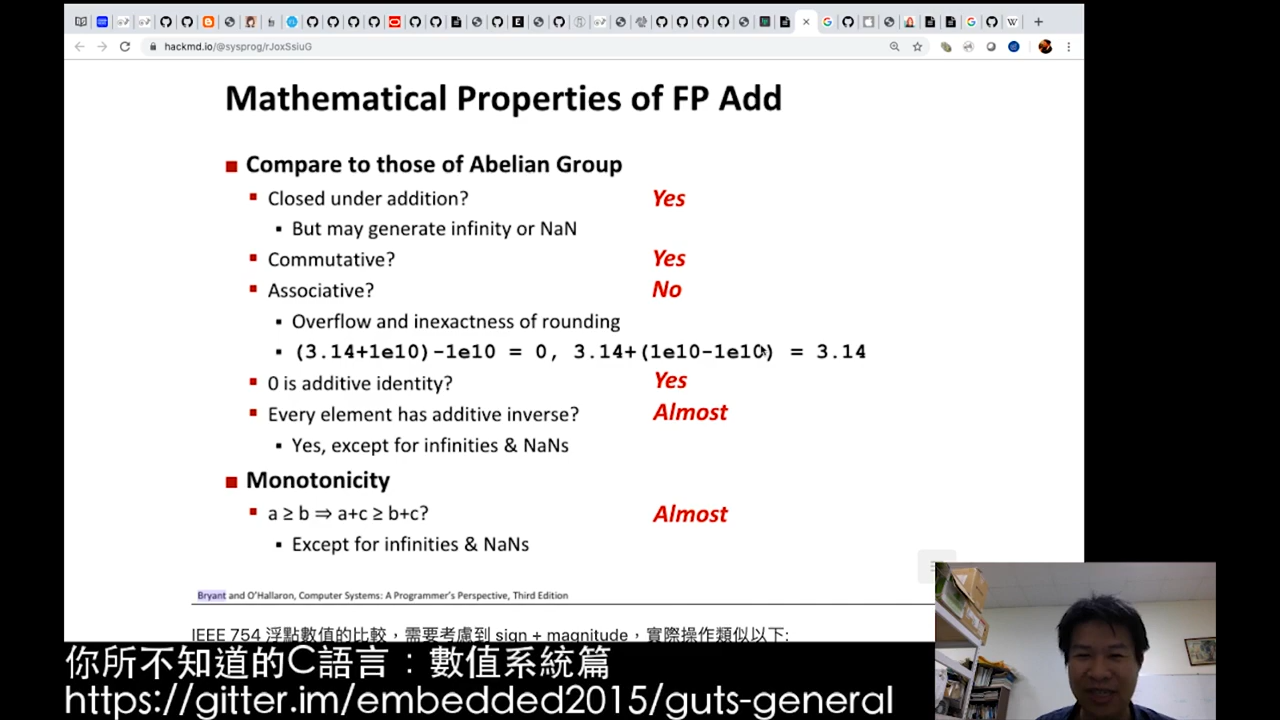 hackmd.io/@sysprog/rJoxSsiuG
Mathematical Properties of FP Add
Compare to those of Abelian Group
Closed under addition? Yes
But may generate infinity or NaN
Commutative? Yes
Associative? No
Overflow and inexactness of rounding
(3.14+1e10)-1e10 = 0, 3.14+(1e10-1e10) = 3.14
0 is additive identity? Yes
Every element has additive inverse? Almost
Yes, except for infinities & NaNs
Monotonicity
a ≥ b ⇒ a+c ≥ b+c? Almost
Except for infinities & NaNs
Bryant and O'Hallaron, Computer Systems: A Programmer's Perspective, Third Edition
IEEE 754 浮點數值的比較，需要考慮到 sign + magnitude，實際操作類似以下:
你所不知道的C語言：數值系統篇
https://gitter.im/embedded2015/guts-general